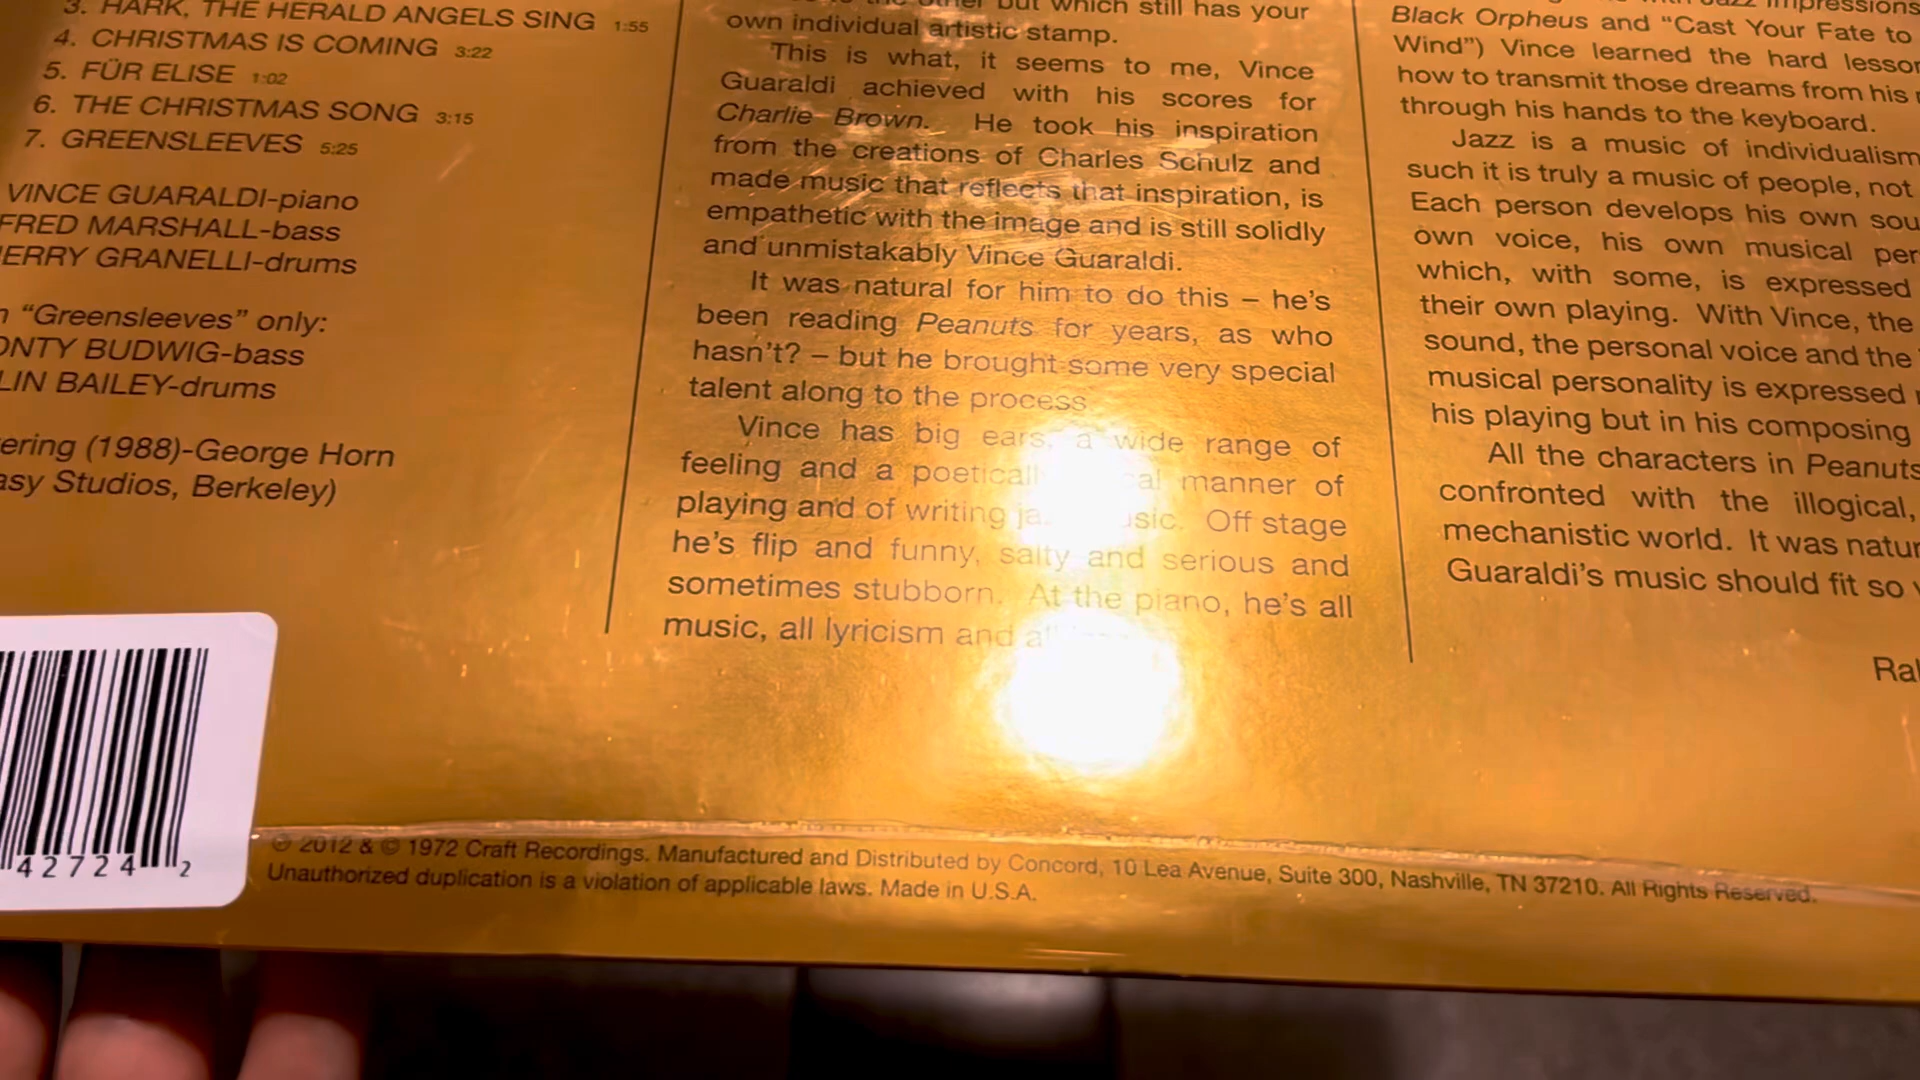 3. HARK, THE HERALD ANGELS SING 1:55
4. CHRISTMAS IS COMING 3:22
5. FÜR ELISE 1:02
6. THE CHRISTMAS SONG 3:15
7. GREENSLEEVES 5:25
VINCE GUARALDI-piano
FRED MARSHALL-bass
ERRY GRANELLI-drums
"Greensleeves" only:
ONTY BUDWIG-bass
LIN BAILEY-drums
ering (1988)-George Horn
asy Studios, Berkeley)
42724 2
but which still has your
own individual artistic stamp.
This is what, it seems to me, Vince
Guaraldi achieved with his scores for
Charlie Brown. He took his inspiration
from the creations of Charles Schulz and
made music that reflects that inspiration, is
empathetic with the image and is still solidly
and unmistakably Vince Guaraldi.
It was natural for him to do this – he's
been reading Peanuts for years, as who
hasn't? – but he brought some very special
talent along to the process.
Vince has big ears, a wide range of
feeling and a manner of
playing and of writing Off stage
he's flip and funny, salty and serious and
sometimes stubborn. At the piano, he's all
music, all lyricism and
Jazz Impressions
Black Orpheus and "Cast Your Fate to
Wind") Vince learned the hard lesson
how to transmit those dreams from his
through his hands to the keyboard.
Jazz is a music of individualism
such it is truly a music of people, not
Each person develops his own sou
own voice, his own musical per
which, with some, is expressed
their own playing. With Vince, the
sound, the personal voice and the
musical personality is expressed
his playing but in his composing
All the characters in Peanuts
confronted with the illogical,
mechanistic world. It was natur
Guaraldi's music should fit so
Ral
℗ 2012 & © 1972 Craft Recordings. Manufactured and Distributed by Concord, 10 Lea Avenue, Suite 300, Nashville, TN 37210. All Rights Reserved.
Unauthorized duplication is a violation of applicable laws. Made in U.S.A.